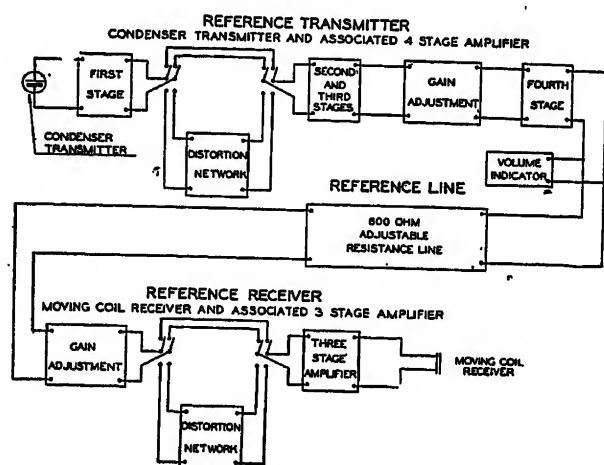 REFERENCE TRANSMITTER
CONDENSER TRANSMITTER AND ASSOCIATED 4 STAGE AMPLIFIER
FIRST
STAGE
SECOND
AND
THIRD
STAGES
GAIN
ADJUSTMENT
FOURTH
STAGE
CONDENSER
TRANSMITTER
DISTORTION
NETWORK
VOLUME
INDICATOR
REFERENCE LINE
600 OHM
ADJUSTABLE
RESISTANCE LINE
REFERENCE RECEIVER
MOVING COIL RECEIVER AND ASSOCIATED 3 STAGE AMPLIFIER
GAIN
ADJUSTMENT
THREE
STAGE
AMPLIFIER
MOVING COIL
RECEIVER
DISTORTION
NETWORK